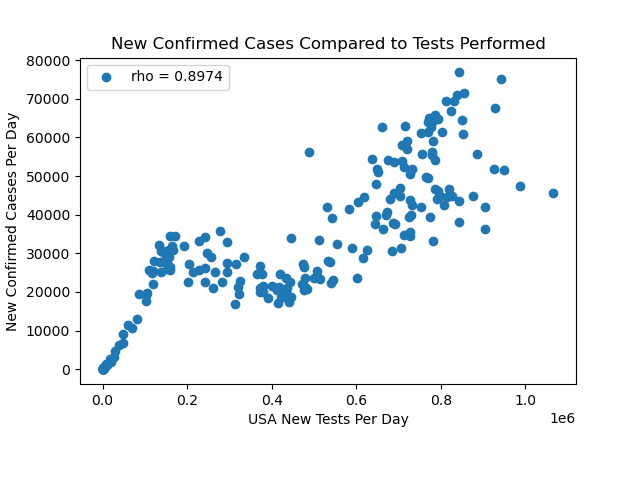 New Confirmed Cases Compared to Tests Performed
rho = 0.8974
80000
70000
60000
50000
40000
30000
20000
10000
0
New Confirmed Caeses Per Day
0.0 0.2 0.4 0.6 0.8 1.0
1e6
USA New Tests Per Day